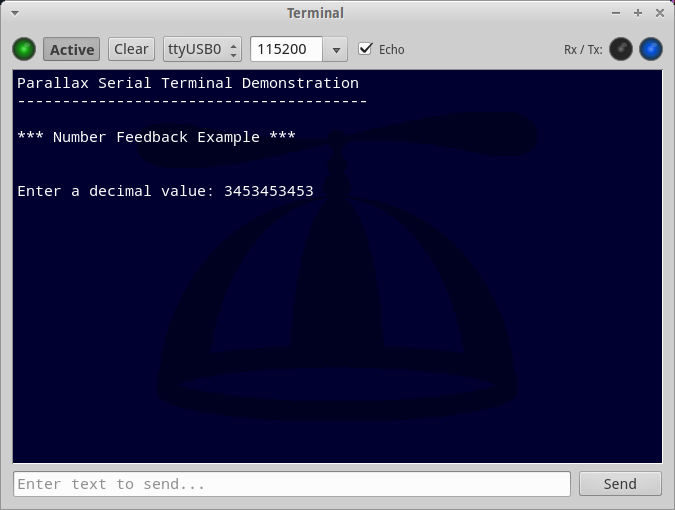 Terminal
Active Clear ttyUSB0 115200 Echo Rx / Tx:
Parallax Serial Terminal Demonstration
---------------------------------------
*** Number Feedback Example ***
Enter a decimal value: 3453453453
Enter text to send... Send